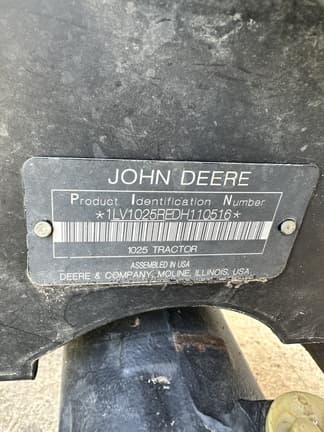 JOHN DEERE
Product Identification Number
*1LV1025REDH110516*
1025 TRACTOR
ASSEMBLED IN USA
DEERE & COMPANY, MOLINE, ILLINOIS, USA